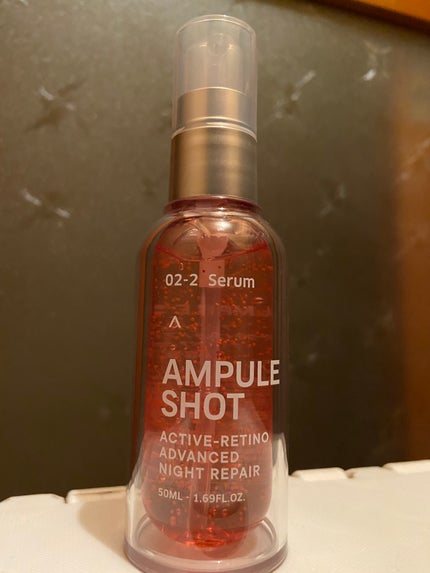 02-2 Serum
AMPULE
SHOT
ACTIVE-RETINO
ADVANCED
NIGHT REPAIR
50ML - 1.69FL.OZ.